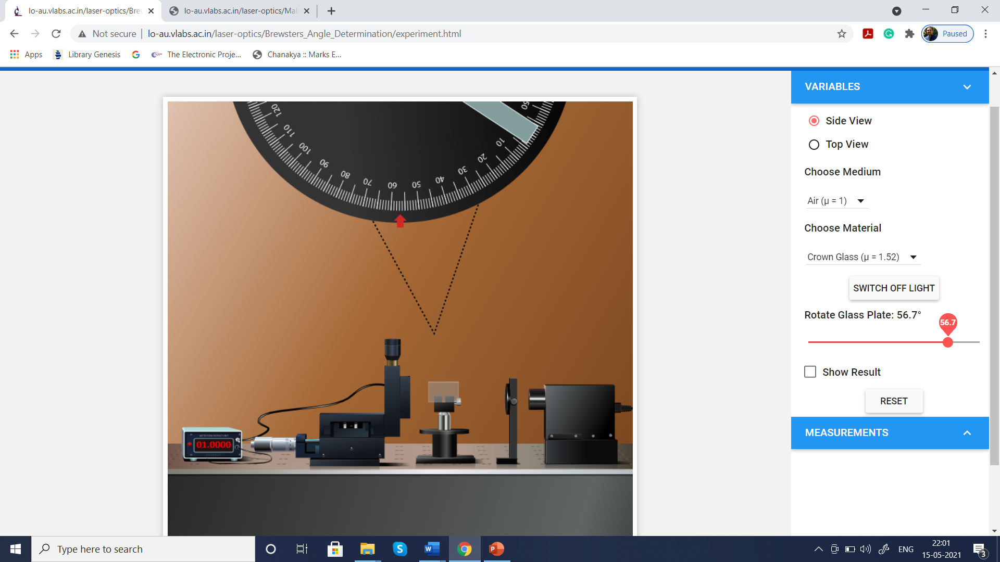 lo-au.vlabs.ac.in/laser-optics/Bre
lo-au.vlabs.ac.in/laser-optics/Ma
Not secure
lo-au.vlabs.ac.in/laser-optics/Brewsters_Angle_Determination/experiment.html
Paused
Apps
Library Genesis
The Electronic Proje...
Chanakya :: Marks E...
VARIABLES
Side View
Top View
Choose Medium
Air (μ = 1)
Choose Material
Crown Glass (μ = 1.52)
SWITCH OFF LIGHT
Rotate Glass Plate: 56.7°
56.7
Show Result
RESET
MEASUREMENTS
120
110
100
90
80
70
60
50
40
30
20
10
01.0000
Type here to search
ENG
22:01
15-05-2021
3